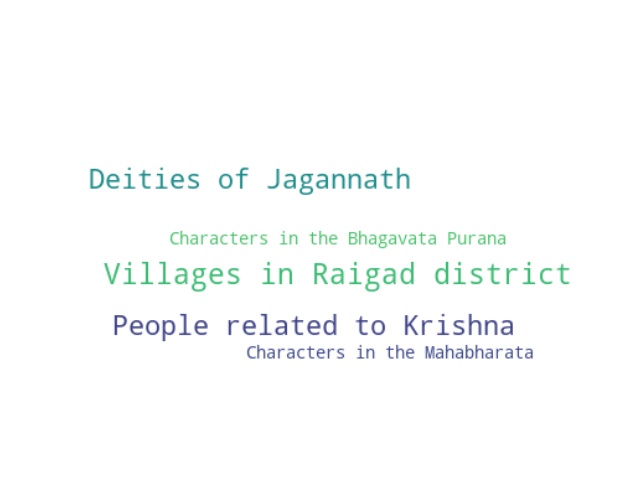 Deities of Jagannath
Characters in the Bhagavata Purana
Villages in Raigad district
People related to Krishna
Characters in the Mahabharata